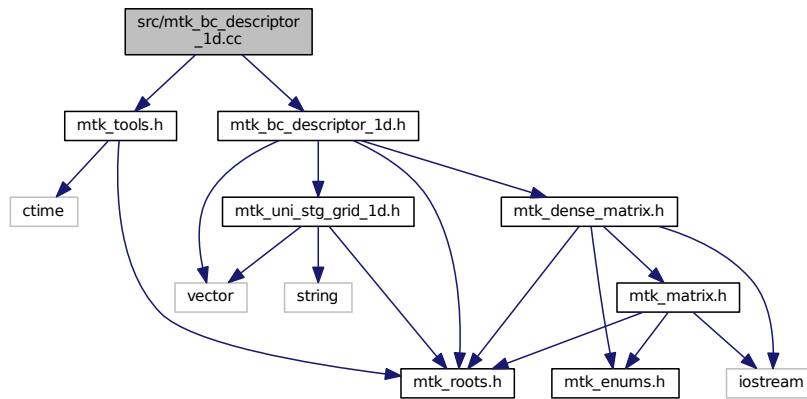 src/mtk_bc_descriptor
_1d.cc
mtk_tools.h
mtk_bc_descriptor_1d.h
ctime
mtk_uni_stg_grid_1d.h
mtk_dense_matrix.h
vector
string
mtk_matrix.h
mtk_roots.h
mtk_enums.h
iostream